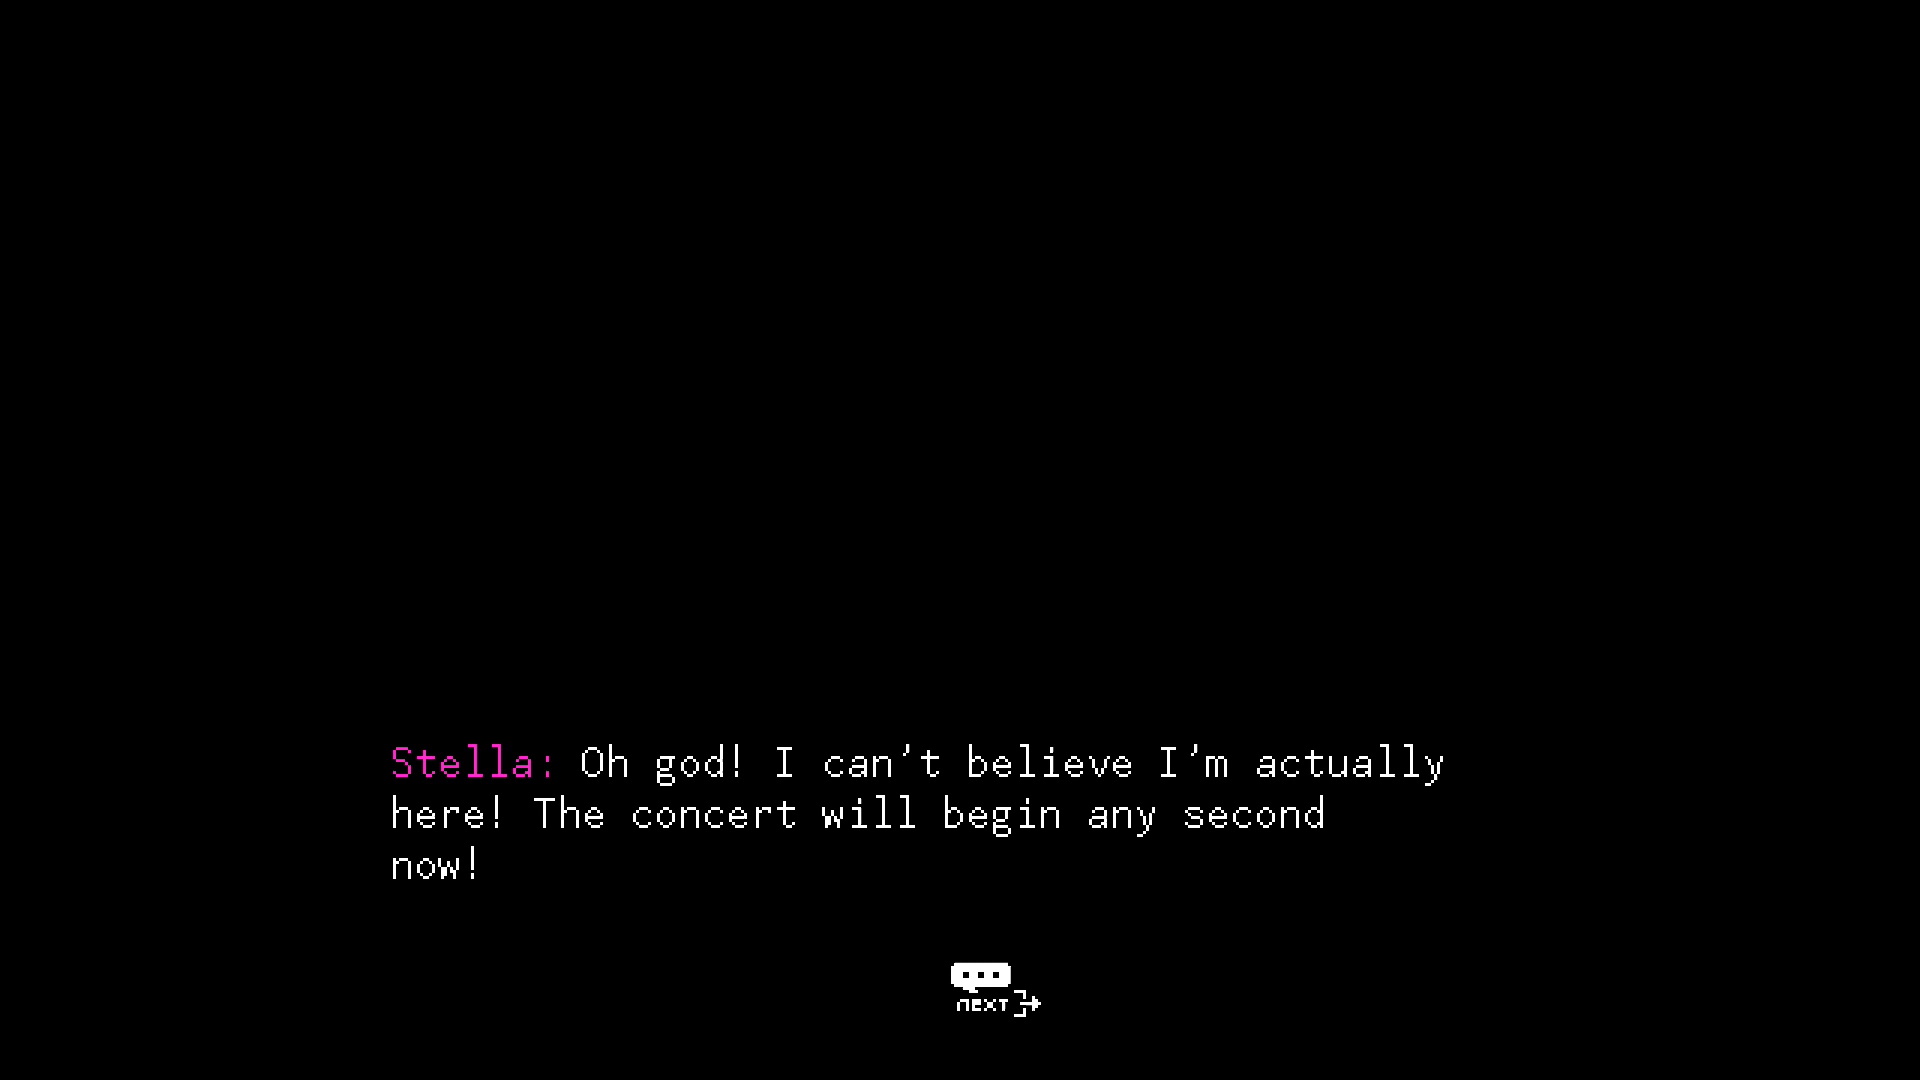 Stella: Oh god! I can't believe I'm actually
here! The concert will begin any second
now!
NEXT